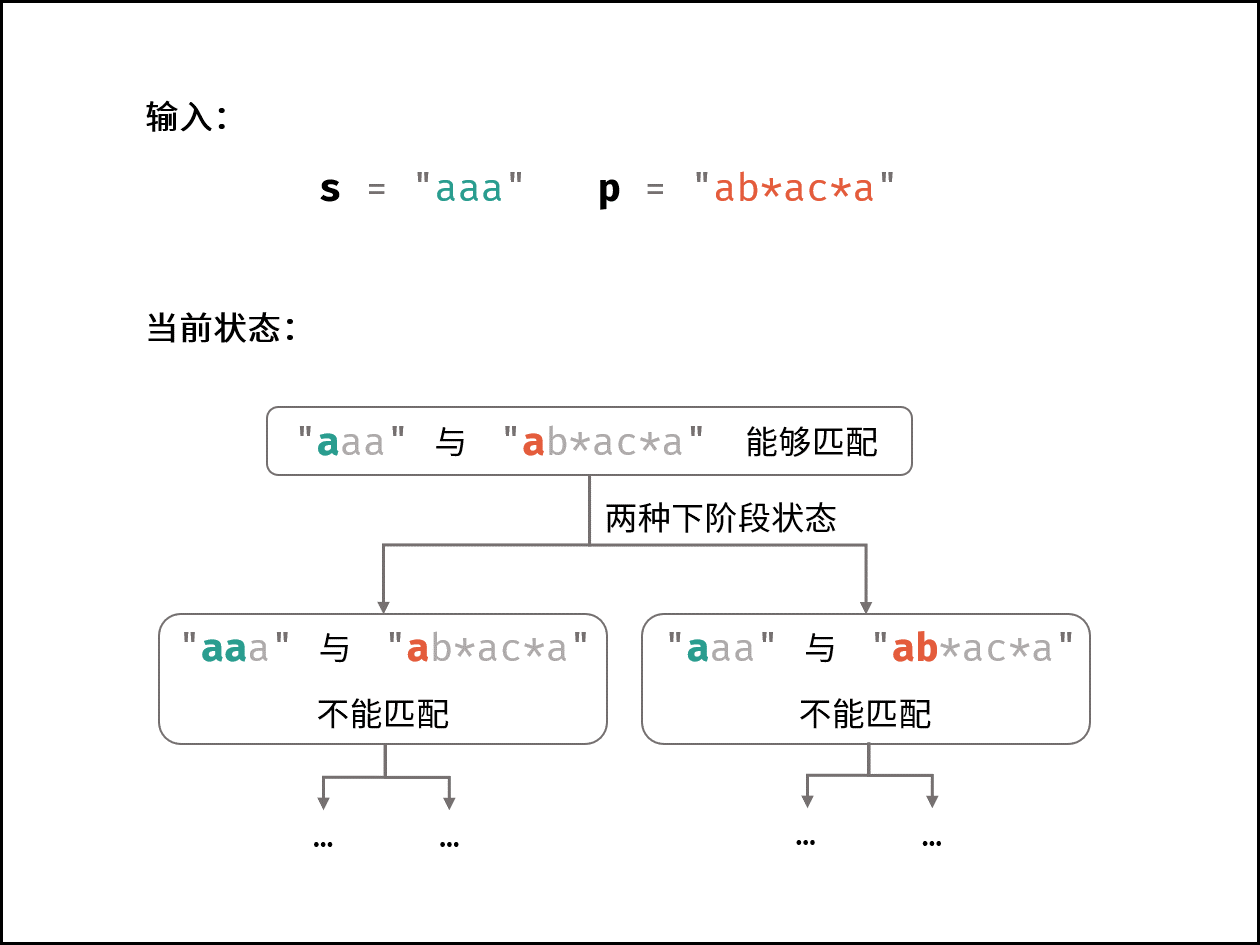 输入：
s = "aaa" p = "ab*ac*a"
当前状态：
"aaa" 与 "ab*ac*a" 能够匹配
两种下阶段状态
"aaa" 与 "ab*ac*a"
不能匹配
"aaa" 与 "ab*ac*a"
不能匹配
… … … …